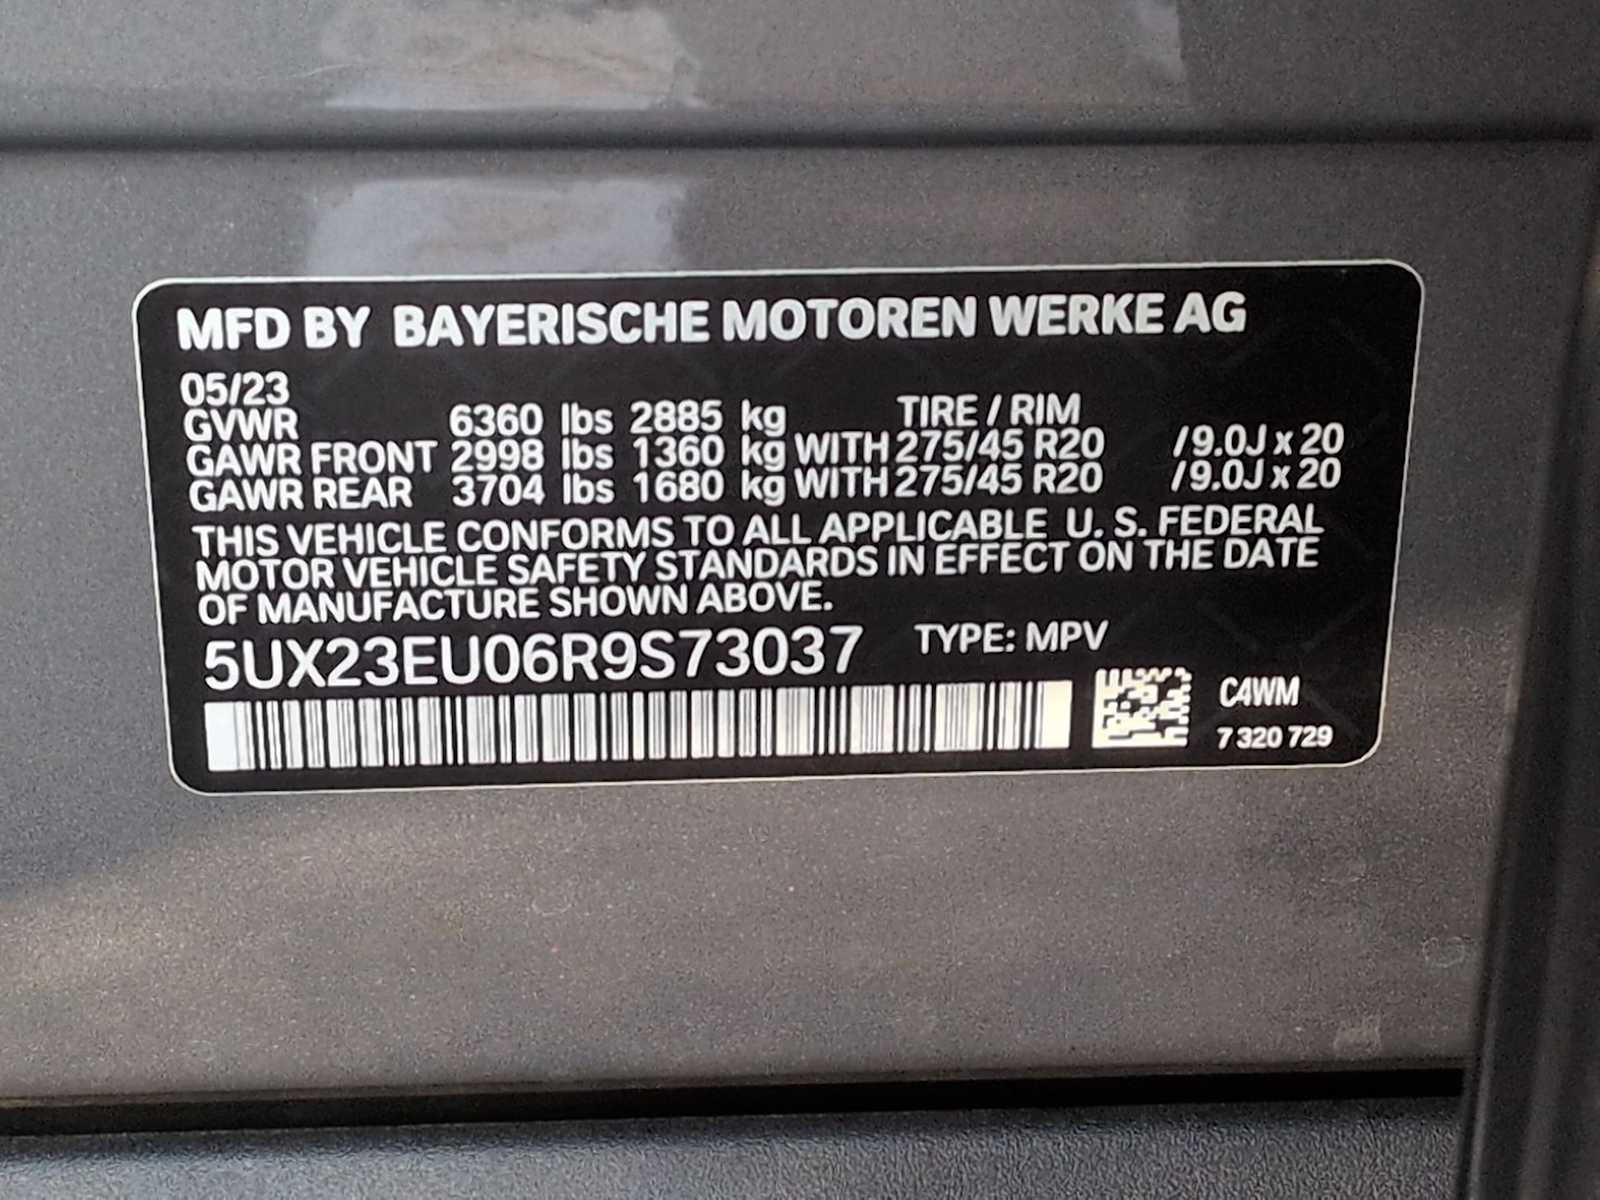 MFD BY BAYERISCHE MOTOREN WERKE AG
05/23
GVWR 6360 lbs 2885 kg TIRE / RIM
GAWR FRONT 2998 lbs 1360 kg WITH 275/45 R20 /9.0J x 20
GAWR REAR 3704 lbs 1680 kg WITH 275/45 R20 /9.0J x 20
THIS VEHICLE CONFORMS TO ALL APPLICABLE U. S. FEDERAL
MOTOR VEHICLE SAFETY STANDARDS IN EFFECT ON THE DATE
OF MANUFACTURE SHOWN ABOVE.
5UX23EU06R9S73037 TYPE: MPV
C4WM
7 320 729